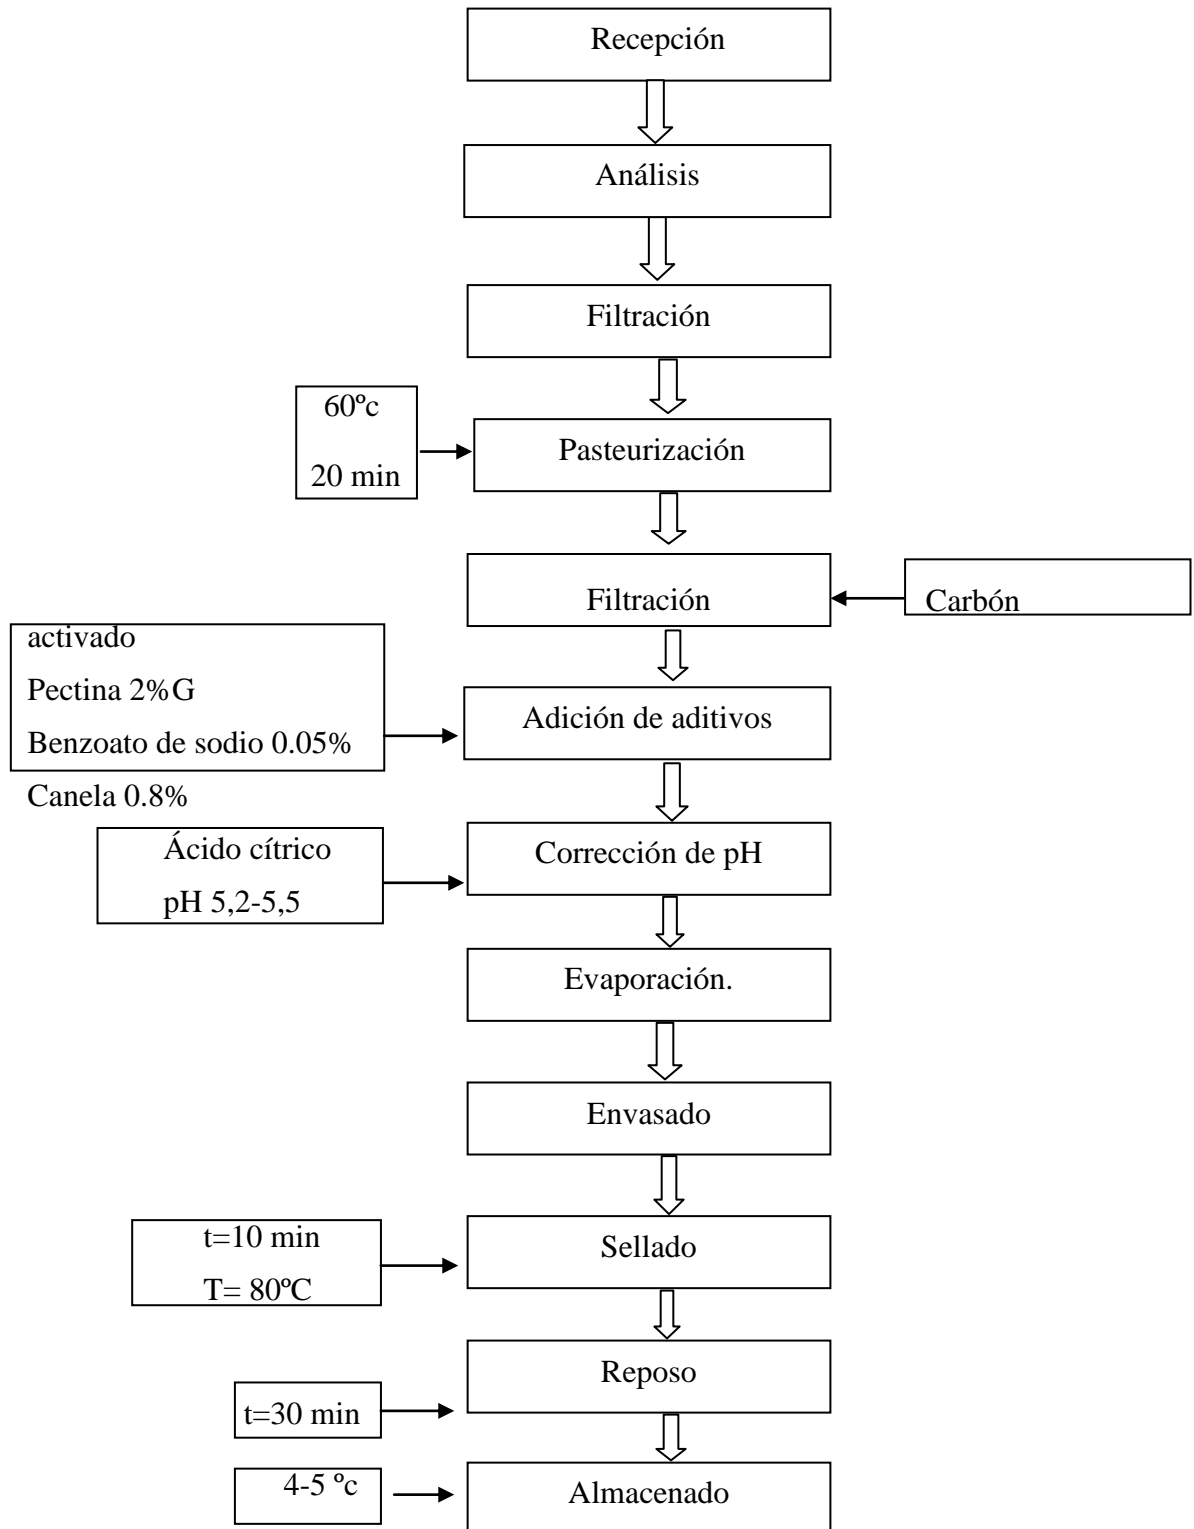 Recepción
Análisis
Filtración
60ºc
20 min
Pasteurización
Filtración
Carbón
activado
Pectina 2%G
Benzoato de sodio 0.05%
Canela 0.8%
Adición de aditivos
Ácido cítrico
pH 5,2-5,5
Corrección de pH
Evaporación.
Envasado
t=10 min
T= 80ºC
Sellado
Reposo
t=30 min
4-5 ºc
Almacenado